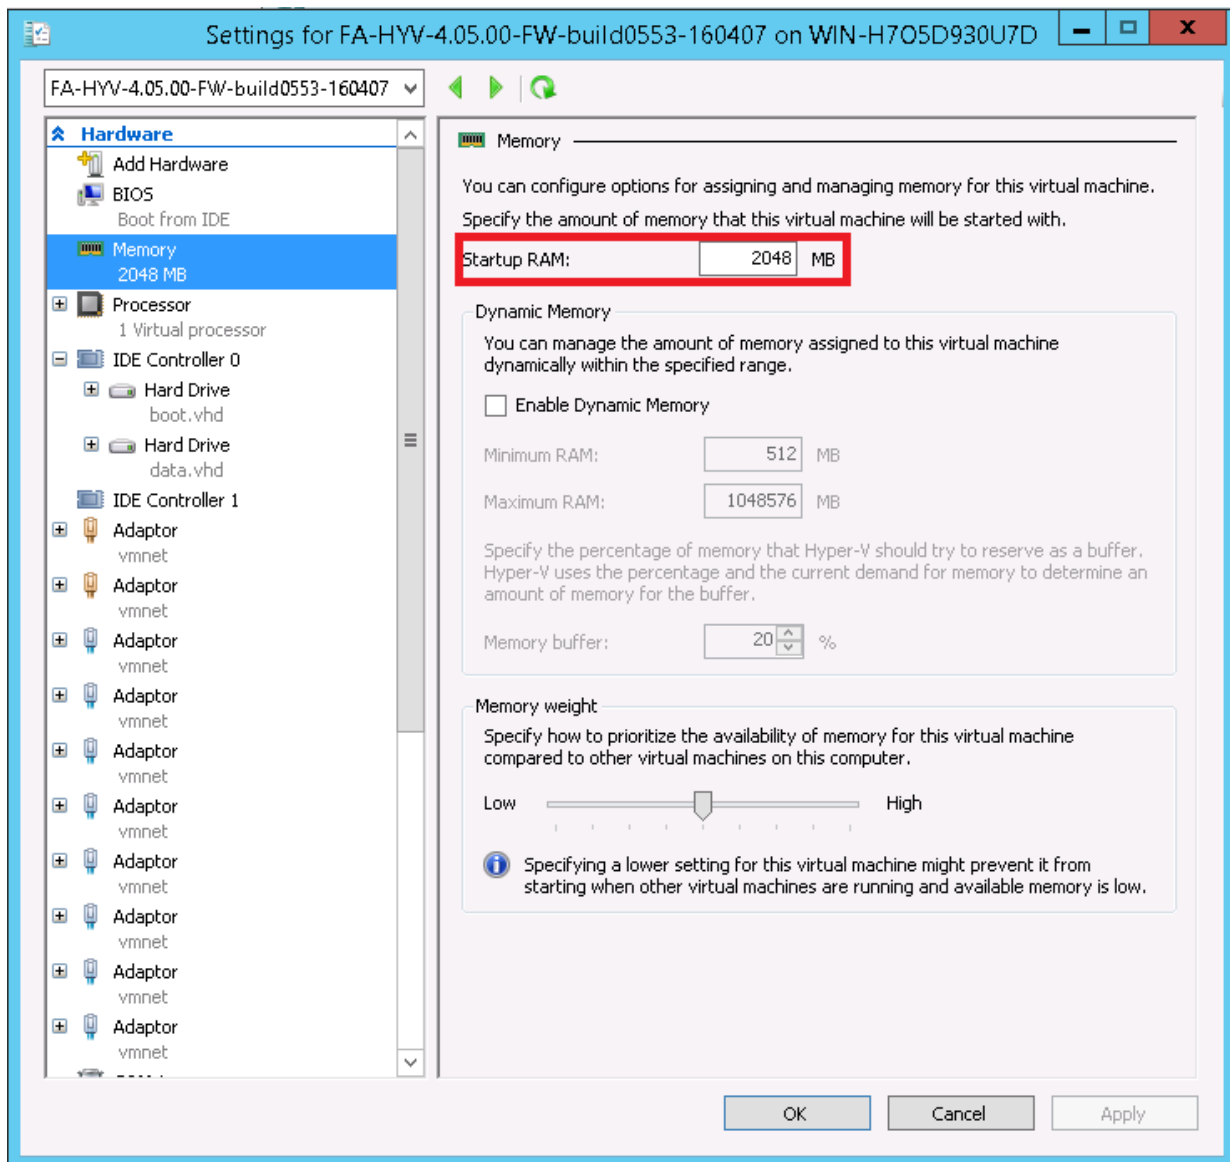 Settings for FA-HYV-4.05.00-FW-build0553-160407 on WIN-H7O5D930U7D
FA-HYV-4.05.00-FW-build0553-160407
Hardware
Add Hardware
BIOS
Boot from IDE
Memory
2048 MB
Processor
1 Virtual processor
IDE Controller 0
Hard Drive
boot.vhd
Hard Drive
data.vhd
IDE Controller 1
Adaptor
vmnet
Adaptor
vmnet
Adaptor
vmnet
Adaptor
vmnet
Adaptor
vmnet
Adaptor
vmnet
Adaptor
vmnet
Adaptor
vmnet
Adaptor
vmnet
Adaptor
vmnet
Memory
You can configure options for assigning and managing memory for this virtual machine.
Specify the amount of memory that this virtual machine will be started with.
Startup RAM: 2048 MB
Dynamic Memory
You can manage the amount of memory assigned to this virtual machine
dynamically within the specified range.
Enable Dynamic Memory
Minimum RAM: 512 MB
Maximum RAM: 1048576 MB
Specify the percentage of memory that Hyper-V should try to reserve as a buffer.
Hyper-V uses the percentage and the current demand for memory to determine an
amount of memory for the buffer.
Memory buffer: 20 %
Memory weight
Specify how to prioritize the availability of memory for this virtual machine
compared to other virtual machines on this computer.
Low High
Specifying a lower setting for this virtual machine might prevent it from
starting when other virtual machines are running and available memory is low.
OK Cancel Apply